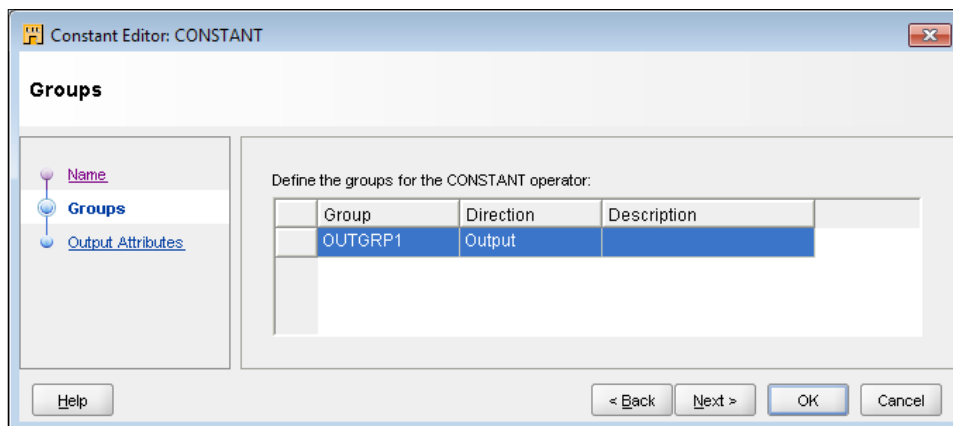 Constant Editor: CONSTANT
Groups
Name
Groups
Output Attributes
Define the groups for the CONSTANT operator:
Group Direction Description
OUTGRP1 Output
Help < Back Next > OK Cancel